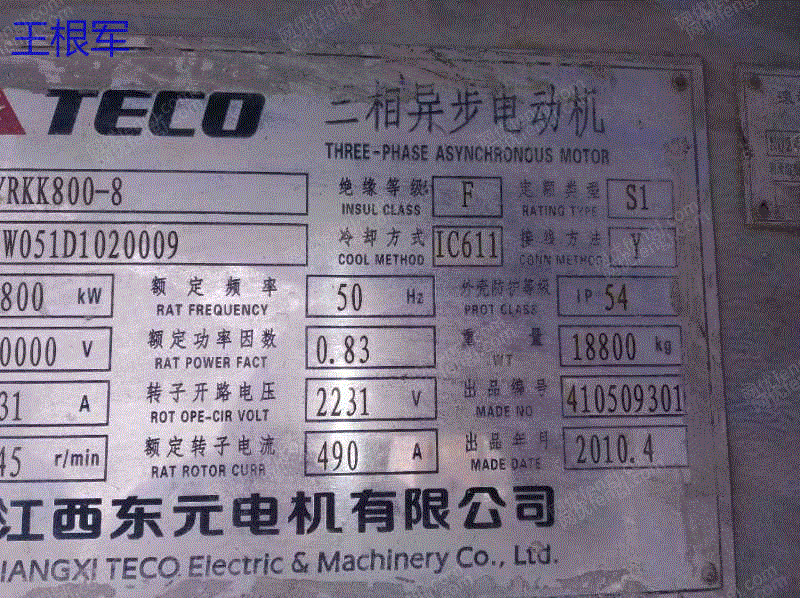 王根军
TECO
三相异步电动机
THREE-PHASE ASYNCHRONOUS MOTOR
YRKK800-8
绝缘等级 F 定额类型 S1
INSUL CLASS RATING TYPE
W051D1020009
冷却方式 IC611 接线方法 Y
COOL METHOD CONN METHOD
800 kW 额定频率 50 Hz 外壳防护等级 IP 54
RAT FREQUENCY PROT CLASS
0000 V 额定功率因数 0.83 重量 18800 kg
RAT POWER FACT WT
31 A 转子开路电压 2231 V 出品编号 410509301
ROT OPE-CIR VOLT MADE NO
45 r/min 额定转子电流 490 A 出品年月 2010.4
RAT ROTOR CURR MADE DATE
江西东元电机有限公司
JIANGXI TECO Electric & Machinery Co., Ltd.